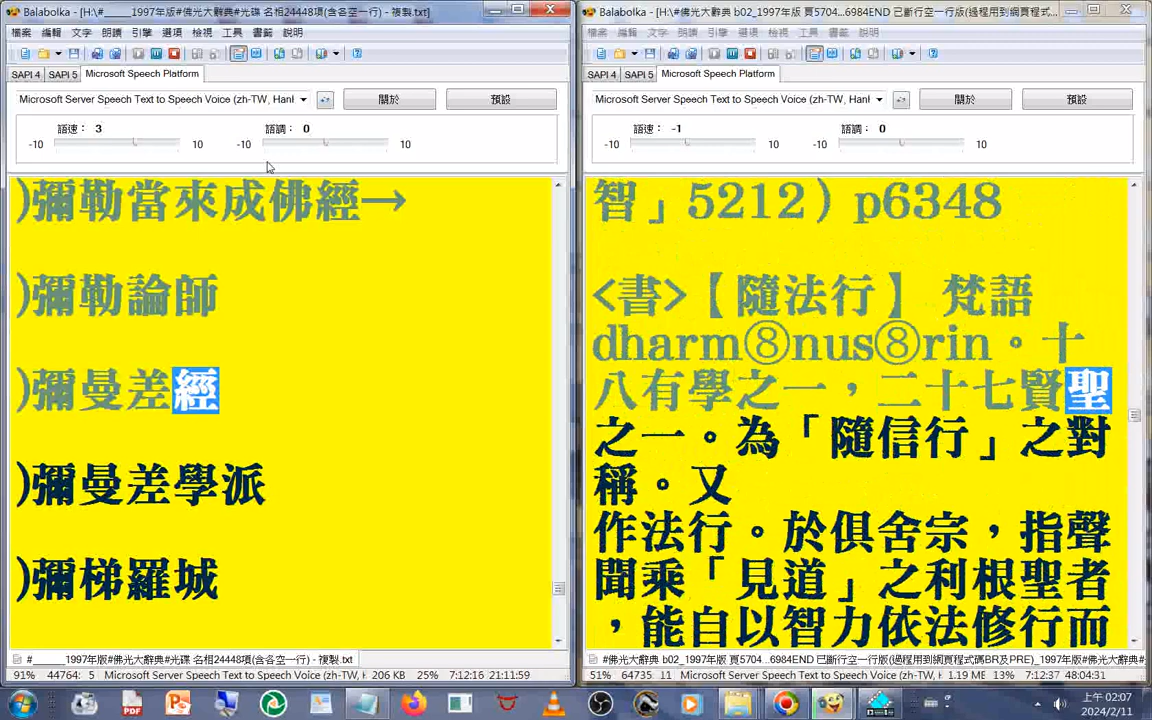 Balabolka - [H:\#_____1997年版#佛光大辭典#光碟 名相24448項(含各空一行) - 複製.txt]
檔案 編輯 文字 朗讀 引擎 選項 檢視 工具 書籤 說明
SAPI 4 SAPI 5 Microsoft Speech Platform
Microsoft Server Speech Text to Speech Voice (zh-TW, HanH 關於 預設
語速： 3 語調： 0
-10 10 -10 10
)彌勒當來成佛經→
)彌勒論師
)彌曼差經
)彌曼差學派
)彌梯羅城
#_____1997年版#佛光大辭典#光碟 名相24448項(含各空一行) - 複製.txt
91% 44764: 5 Microsoft Server Speech Text to Speech Voice (zh-TW, H 206 KB 25% 7:12:16 21:11:59
Balabolka - [H:\#佛光大辭典 b02_1997年版 頁5704...6984END 已斷行空一行版(過程用到網頁程式...
檔案 編輯 文字 朗讀 引擎 選項 檢視 工具 書籤 說明
SAPI 4 SAPI 5 Microsoft Speech Platform
Microsoft Server Speech Text to Speech Voice (zh-TW, HanH 關於 預設
語速： -1 語調： 0
-10 10 -10 10
智」5212）p6348
<書>【隨法行】 梵語
dharm⑧nus⑧rin。十
八有學之一，二十七賢聖
之一。為「隨信行」之對
稱。又
作法行。於俱舍宗，指聲
聞乘「見道」之利根聖者
，能自以智力依法修行而
#佛光大辭典 b02_1997年版 頁5704...6984END 已斷行空一行版(過程用到網頁程式碼BR及PRE)_1997年版#佛光大辭典#
51% 64735: 11 Microsoft Server Speech Text to Speech Voice (zh-TW, H 1.19 MB 13% 7:12:37 48:04:31
上午 02:07
2024/2/11